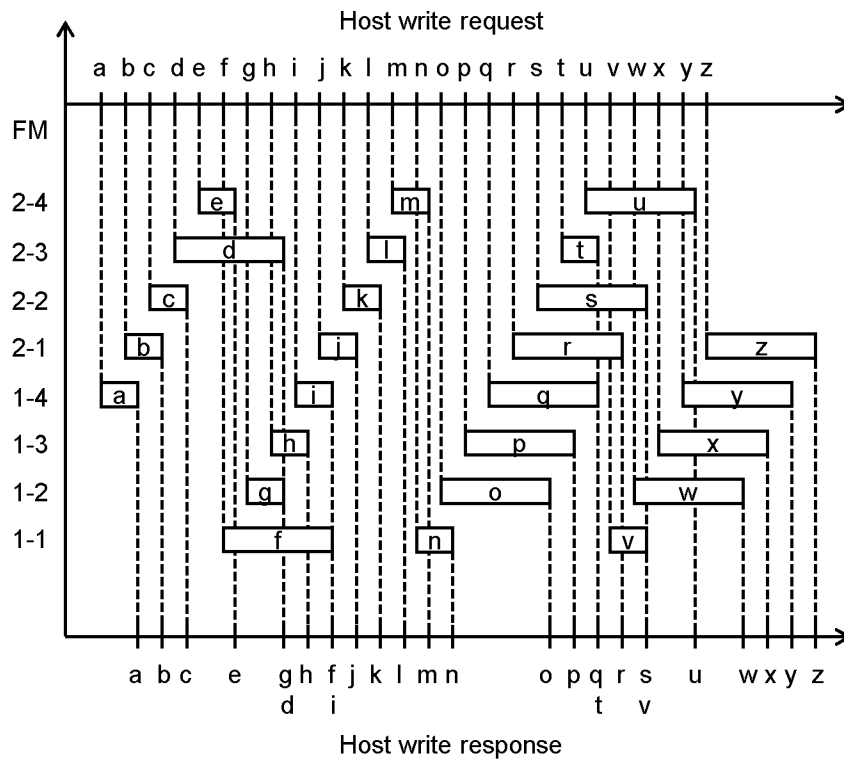 Host write request
a b c d e f g h i j k l m n o p q r s t u v w x y z
FM
2-4 e m u
2-3 d l t
2-2 c k s
2-1 b j r z
1-4 a i q y
1-3 h p x
1-2 g o w
1-1 f n v
a b c e g h f j k l m n o p q r s u w x y z
d i t v
Host write response